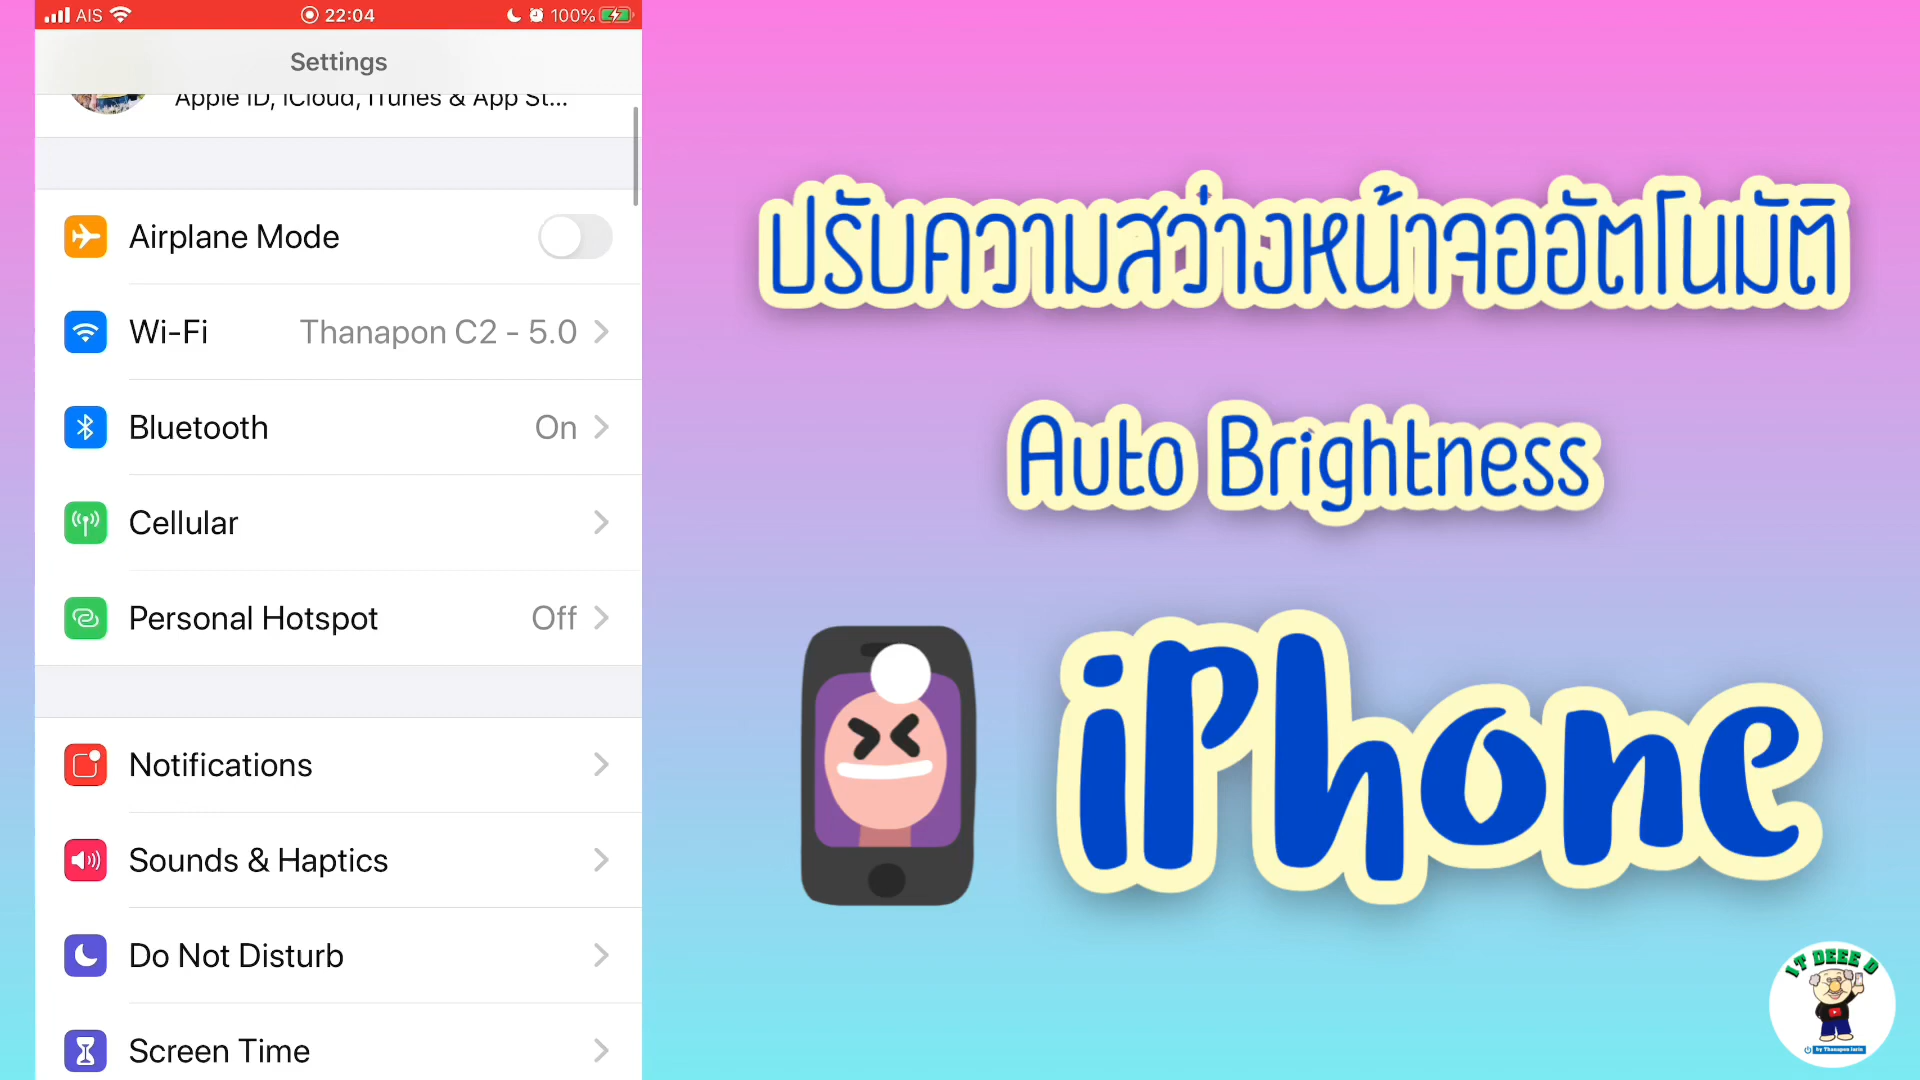 AIS 22:04 100%
Settings
Apple ID, iCloud, iTunes & App St...
Airplane Mode
Wi-Fi Thanapon C2 - 5.0
Bluetooth On
Cellular
Personal Hotspot Off
Notifications
Sounds & Haptics
Do Not Disturb
Screen Time
ปรับความสว่างหน้าจออัตโนมัติ
Auto Brightness
iPhone
IT DEEE D
by Thanapon Iarin